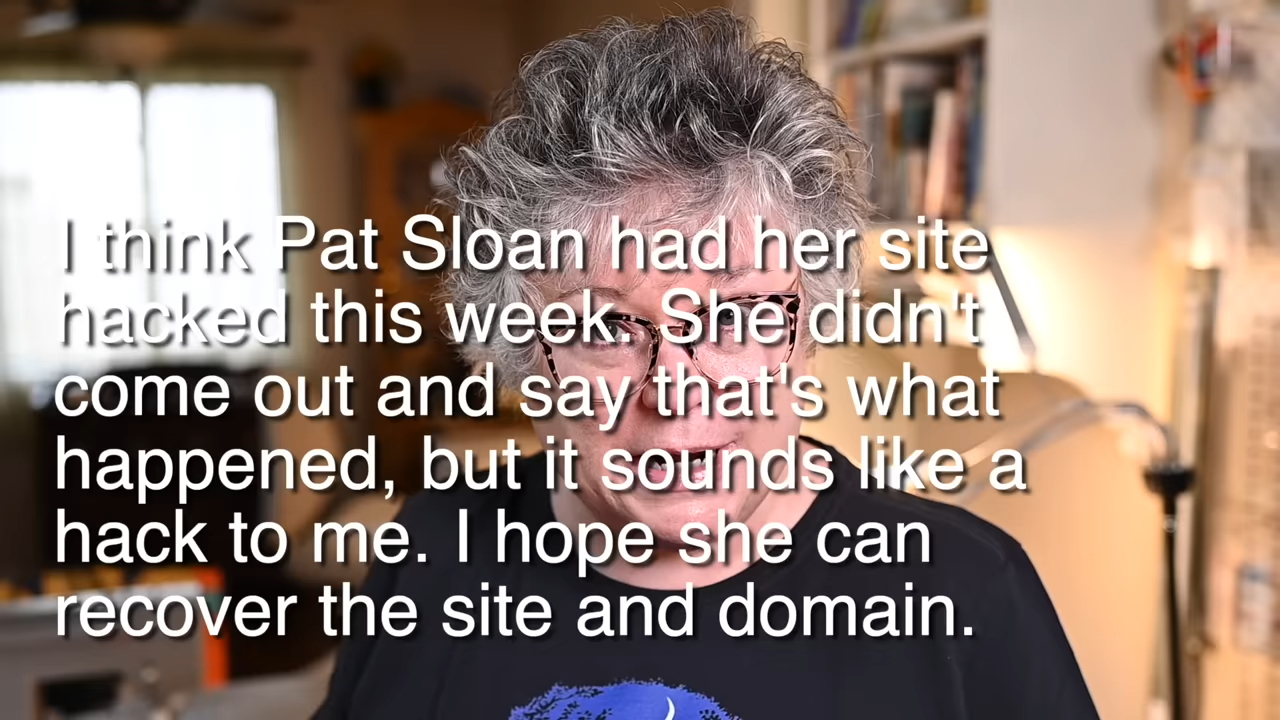 I think Pat Sloan had her site
hacked this week. She didn't
come out and say that's what
happened, but it sounds like a
hack to me. I hope she can
recover the site and domain.